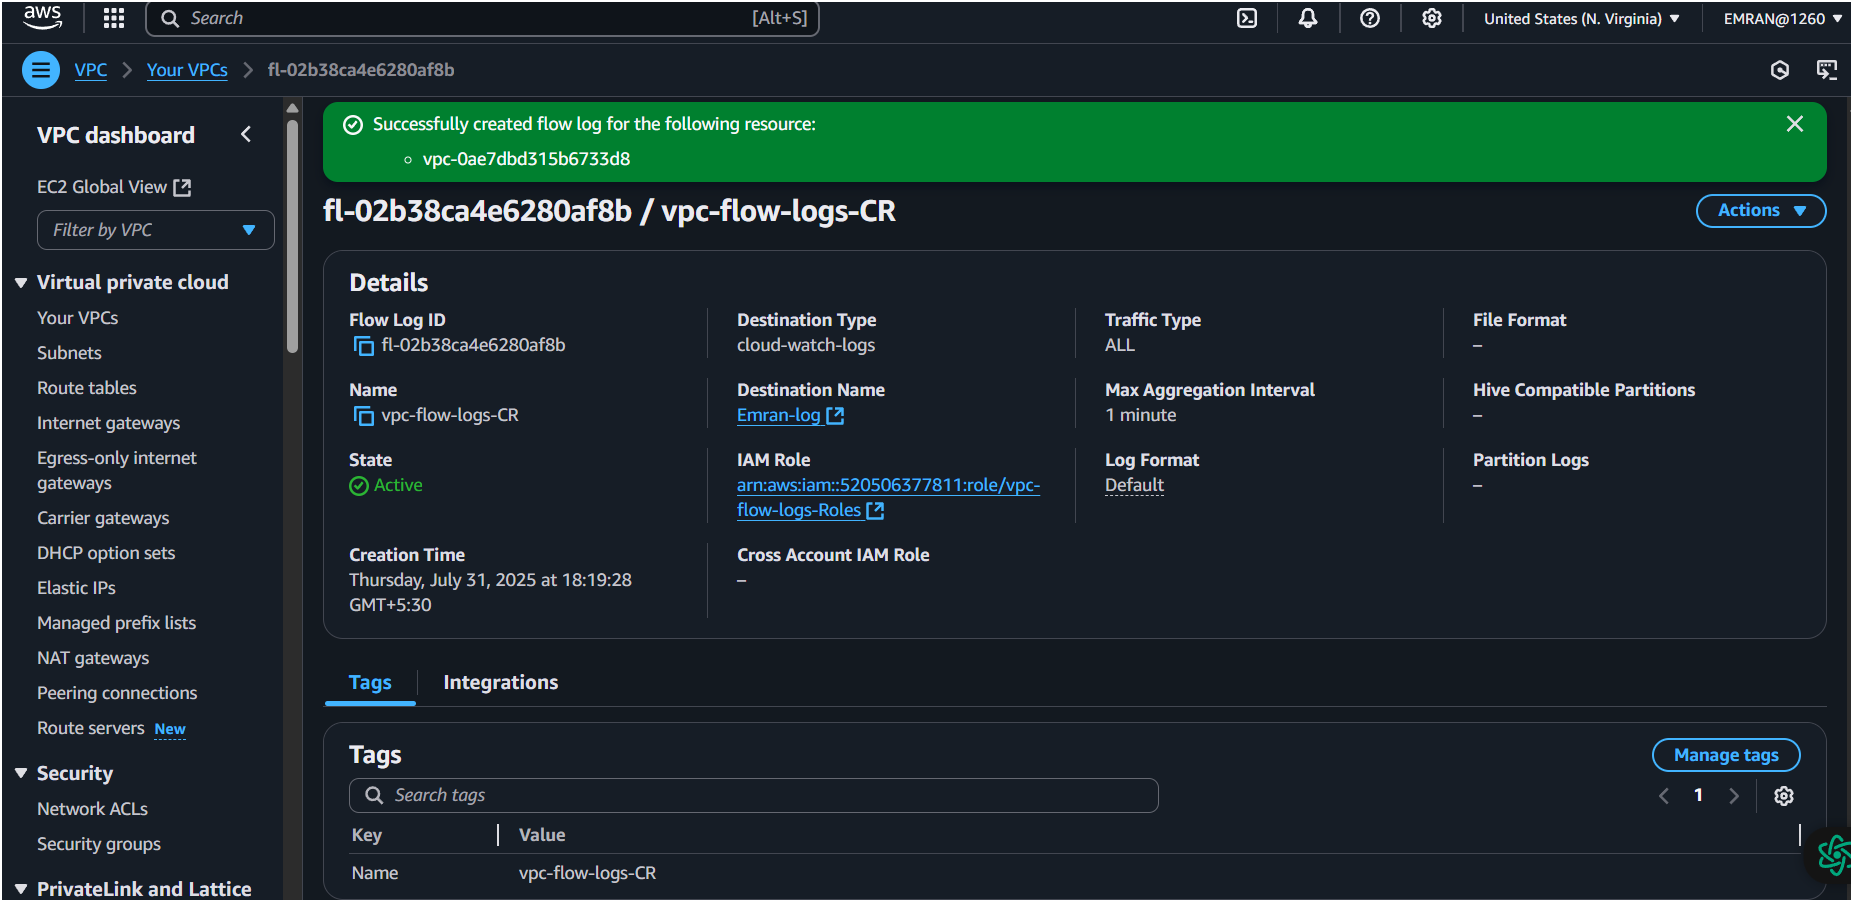 aws
Search [Alt+S]
United States (N. Virginia)
EMRAN@1260
VPC
Your VPCs
fl-02b38ca4e6280af8b
VPC dashboard
EC2 Global View
Filter by VPC
Virtual private cloud
Your VPCs
Subnets
Route tables
Internet gateways
Egress-only internet
gateways
Carrier gateways
DHCP option sets
Elastic IPs
Managed prefix lists
NAT gateways
Peering connections
Route servers New
Security
Network ACLs
Security groups
PrivateLink and Lattice
Successfully created flow log for the following resource:
vpc-0ae7dbd315b6733d8
fl-02b38ca4e6280af8b / vpc-flow-logs-CR
Actions
Details
Flow Log ID
fl-02b38ca4e6280af8b
Destination Type
cloud-watch-logs
Traffic Type
ALL
File Format
–
Name
vpc-flow-logs-CR
Destination Name
Emran-log
Max Aggregation Interval
1 minute
Hive Compatible Partitions
–
State
Active
IAM Role
arn:aws:iam::520506377811:role/vpc-
flow-logs-Roles
Log Format
Default
Partition Logs
–
Creation Time
Thursday, July 31, 2025 at 18:19:28
GMT+5:30
Cross Account IAM Role
–
Tags
Integrations
Tags
Manage tags
Search tags
1
Key
Value
Name
vpc-flow-logs-CR